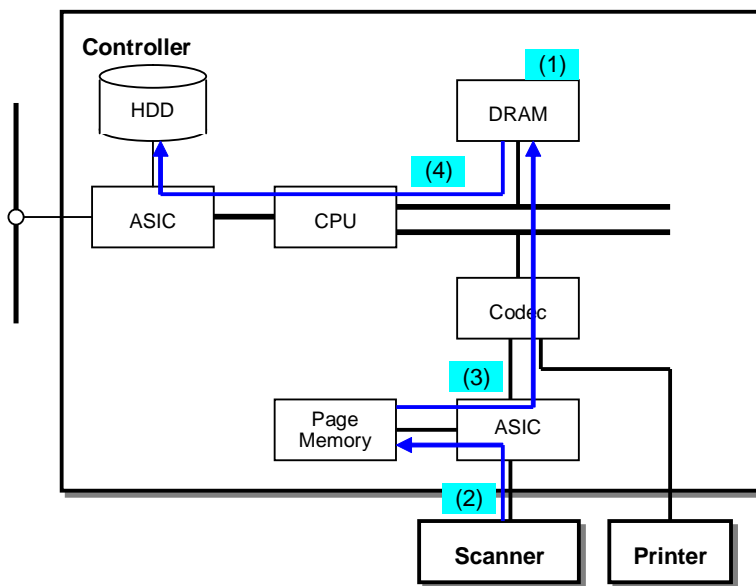 Controller
(1)
HDD
DRAM
(4)
ASIC
CPU
Codec
(3)
Page
Memory
ASIC
(2)
Scanner
Printer